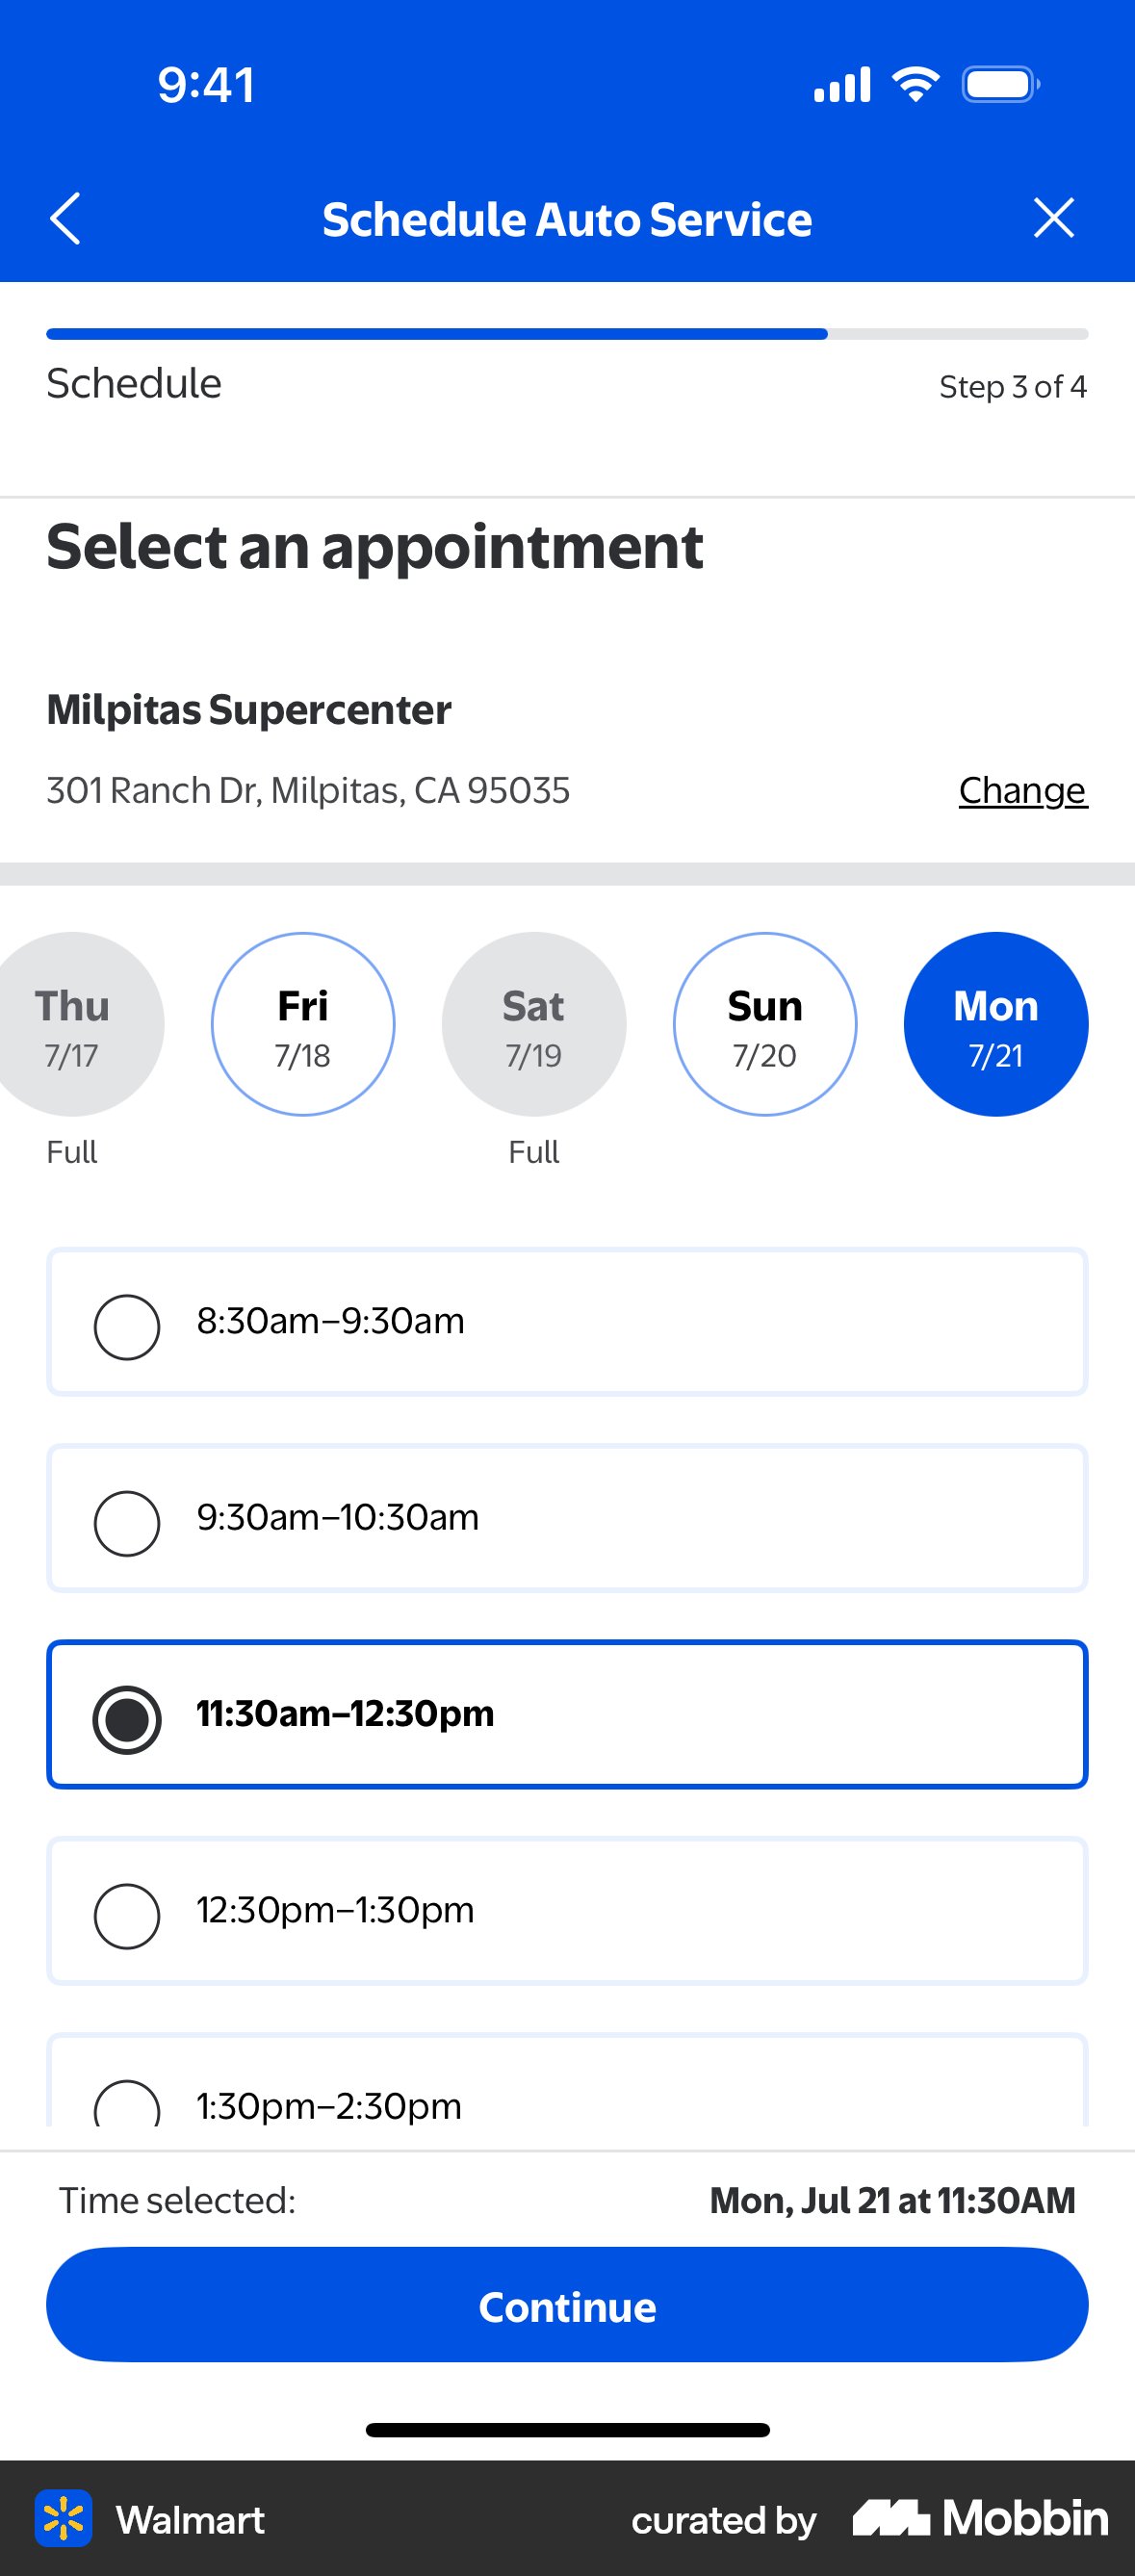 9:41
Schedule Auto Service
Schedule
Step 3 of 4
Select an appointment
Milpitas Supercenter
301 Ranch Dr, Milpitas, CA 95035
Change
Thu Fri Sat Sun Mon
7/17 7/18 7/19 7/20 7/21
Full Full
8:30am–9:30am
9:30am–10:30am
11:30am–12:30pm
12:30pm–1:30pm
1:30pm–2:30pm
Time selected: Mon, Jul 21 at 11:30AM
Continue
Walmart curated by Mobbin